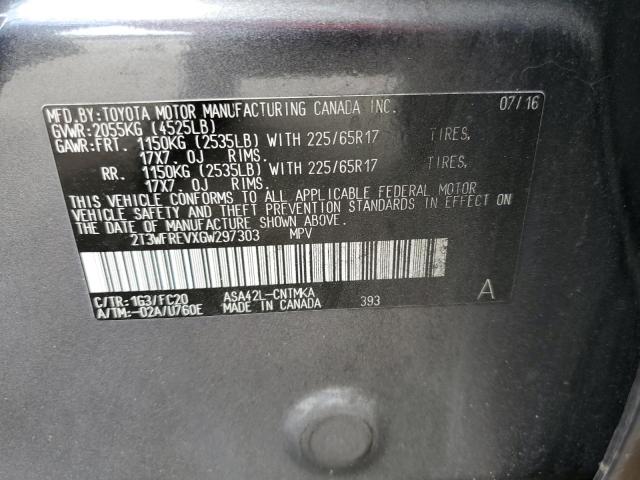 MFD.BY:TOYOTA MOTOR MANUFACTURING CANADA INC. 07/16
GVWR:2055KG (4525LB)
GAWR:FRT. 1150KG (2535LB) WITH 225/65R17 TIRES,
17X7.0J RIMS.
RR. 1150KG (2535LB) WITH 225/65R17 TIRES,
17X7.0J RIMS.
THIS VEHICLE CONFORMS TO ALL APPLICABLE FEDERAL MOTOR
VEHICLE SAFETY AND THEFT PREVENTION STANDARDS IN EFFECT ON
THE DATE OF MANUFACTURE SHOWN ABOVE.
2T3WFREVXGW297303 MPV
C/TR:1G3/FC20 ASA42L-CNTMKA
A/TM:-02A/U760E MADE IN CANADA 393 A